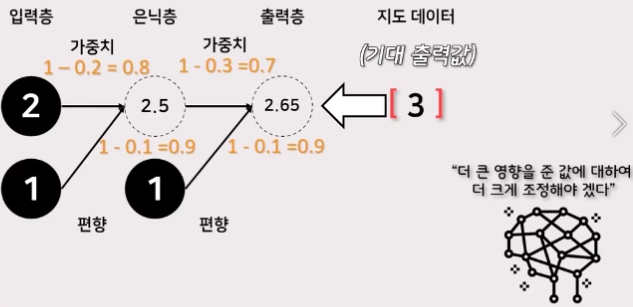 입력층 은닉층 출력층 지도 데이터
가중치 가중치 (기대 출력값)
1 – 0.2 = 0.8 1 - 0.3 =0.7
2 2.5 2.65 [ 3 ]
1 - 0.1 =0.9 1 - 0.1 =0.9
1 1
“더 큰 영향을 준 값에 대하여
더 크게 조정해야 겠다”
편향 편향